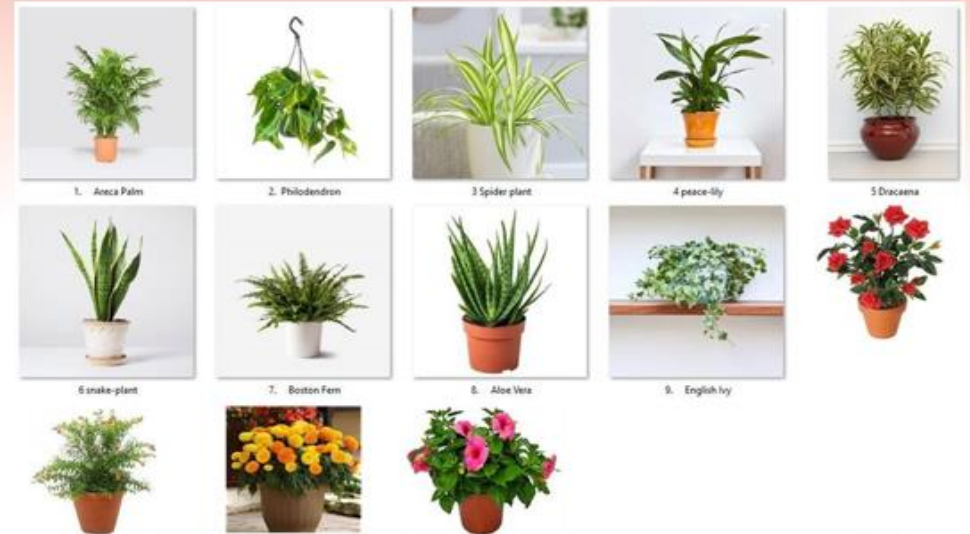 1. Areca Palm
2. Philodendron
3 Spider plant
4 peace-lily
5 Dracaena
6 snake-plant
7. Boston Fern
8. Aloe Vera
9. English Ivy